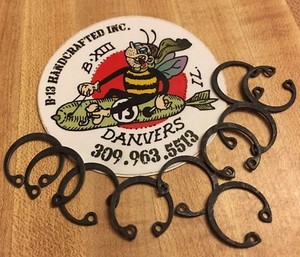 B-13 HANDCRAFTED INC.
B-XIII
13
DANVERS
IL.
309.963.5513